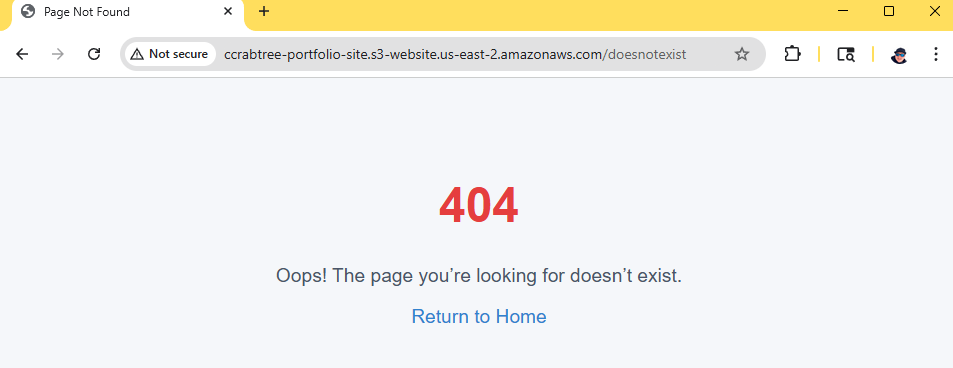 Page Not Found
Not secure ccrabtree-portfolio-site.s3-website.us-east-2.amazonaws.com/doesnotexist
404
Oops! The page you’re looking for doesn’t exist.
Return to Home